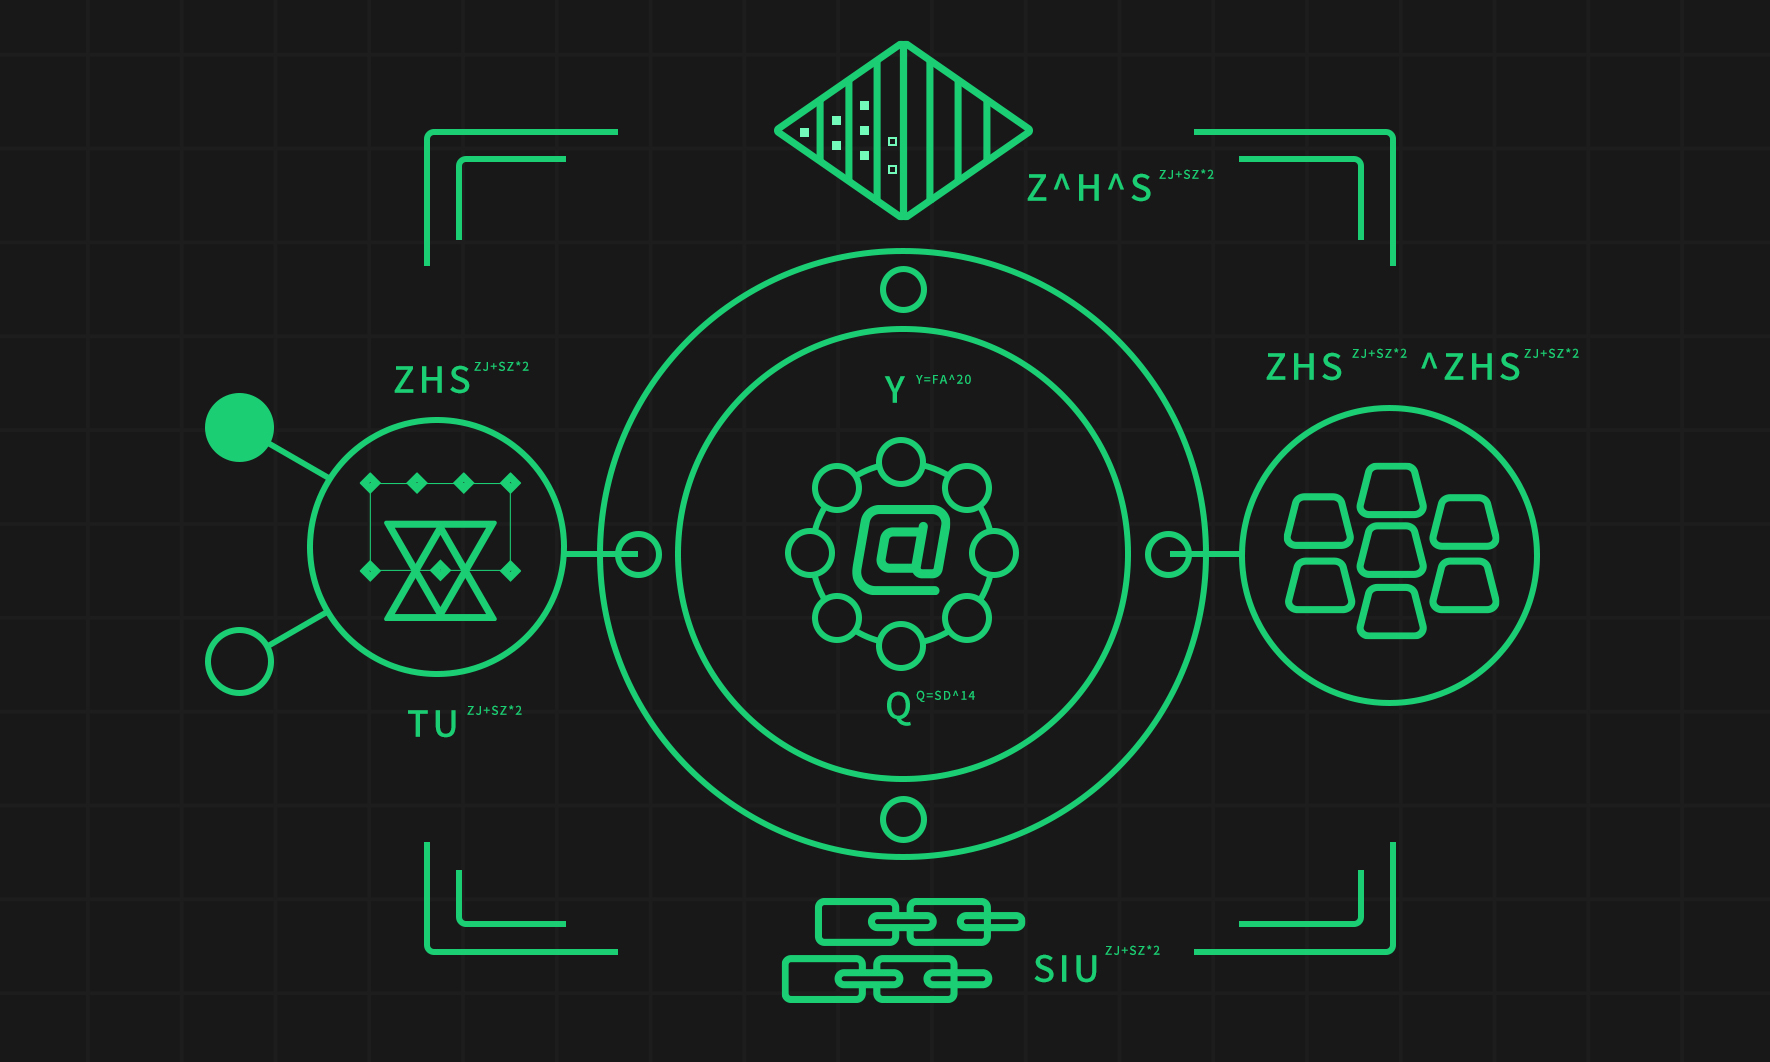 Z^H^S ZJ+SZ*2
ZHS ZJ+SZ*2
ZHS ZJ+SZ*2 ^ZHS ZJ+SZ*2
Y Y=FA^20
@
Q Q=SD^14
TU ZJ+SZ*2
SIU ZJ+SZ*2